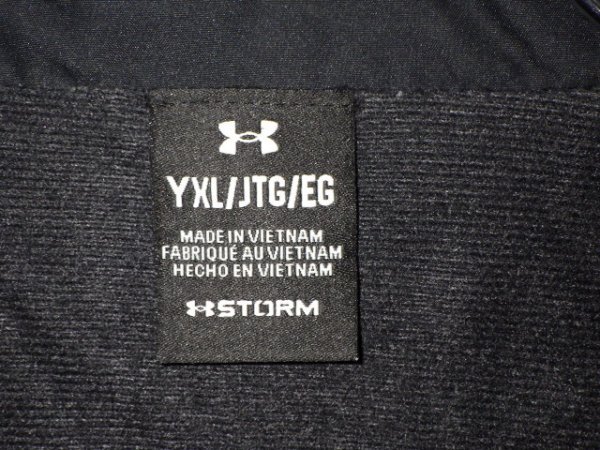 YXL/JTG/EG
MADE IN VIETNAM
FABRIQUÉ AU VIETNAM
HECHO EN VIETNAM
STORM